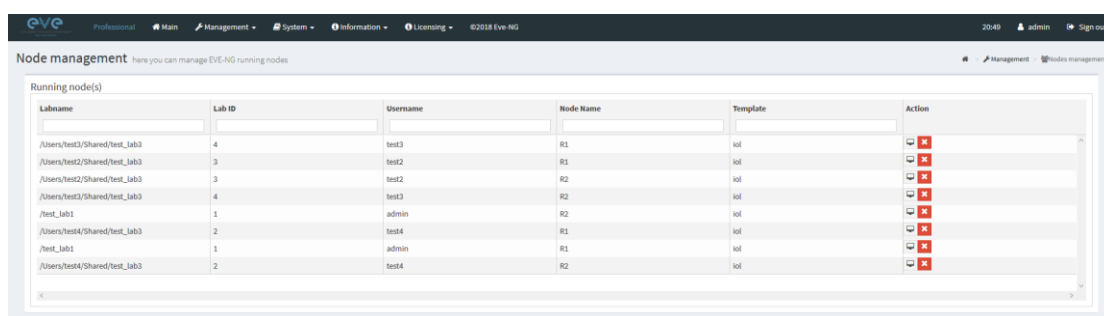 eve Professional Main Management System Information Licensing ©2018 Eve-NG 20:49 admin Sign ou
Node management here you can manage EVE-NG running nodes Management Nodes managemen
Running node(s)
Labname Lab ID Username Node Name Template Action
/Users/test3/Shared/test_lab3 4 test3 R1 iol
/Users/test2/Shared/test_lab3 3 test2 R1 iol
/Users/test2/Shared/test_lab3 3 test2 R2 iol
/Users/test3/Shared/test_lab3 4 test3 R2 iol
/test_lab1 1 admin R2 iol
/Users/test4/Shared/test_lab3 2 test4 R1 iol
/test_lab1 1 admin R1 iol
/Users/test4/Shared/test_lab3 2 test4 R2 iol